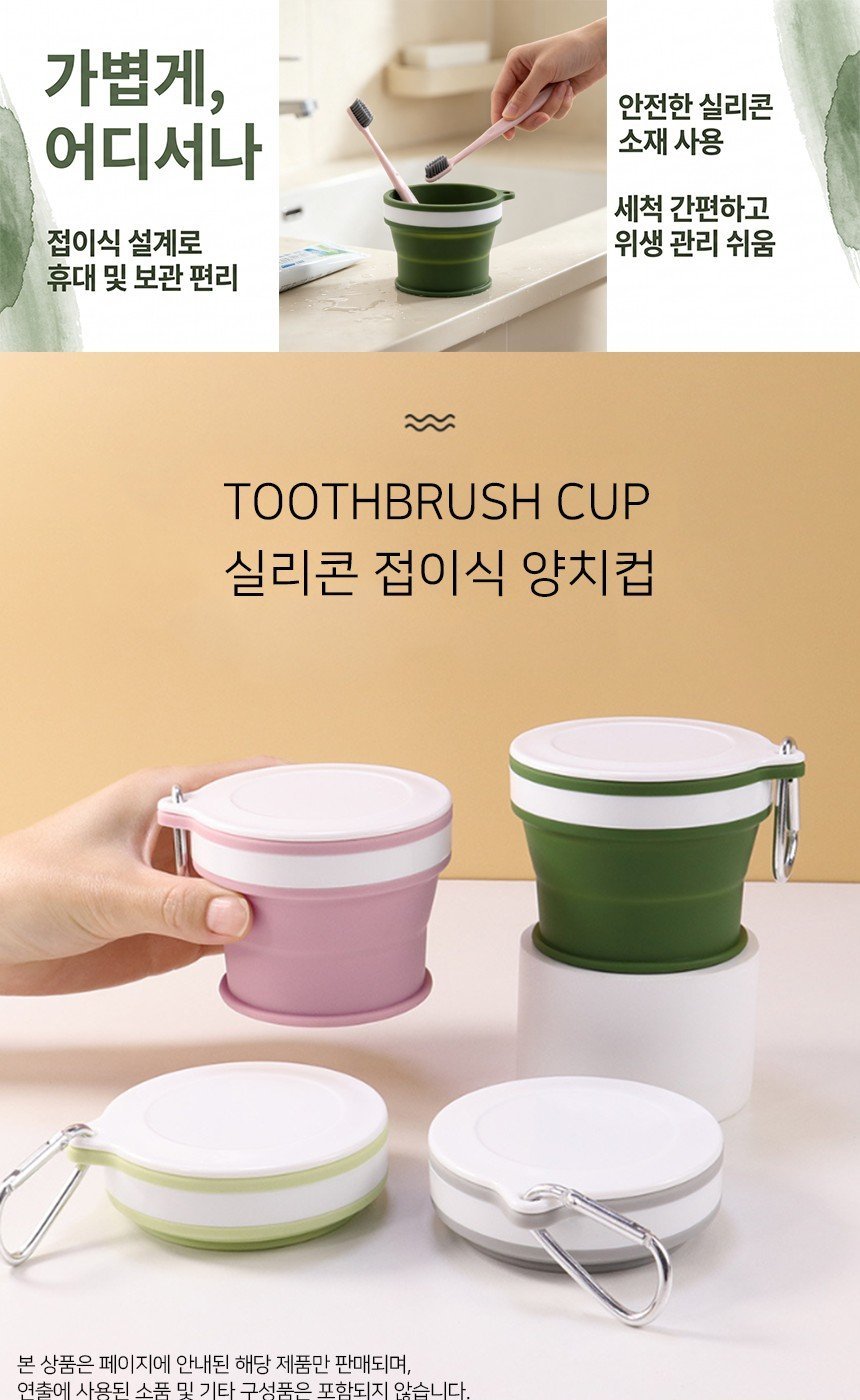 가볍게,
어디서나
접이식 설계로
휴대 및 보관 편리
안전한 실리콘
소재 사용
세척 간편하고
위생 관리 쉬움
TOOTHBRUSH CUP
실리콘 접이식 양치컵
본 상품은 페이지에 안내된 해당 제품만 판매되며,
연출에 사용된 소품 및 기타 구성품은 포함되지 않습니다.